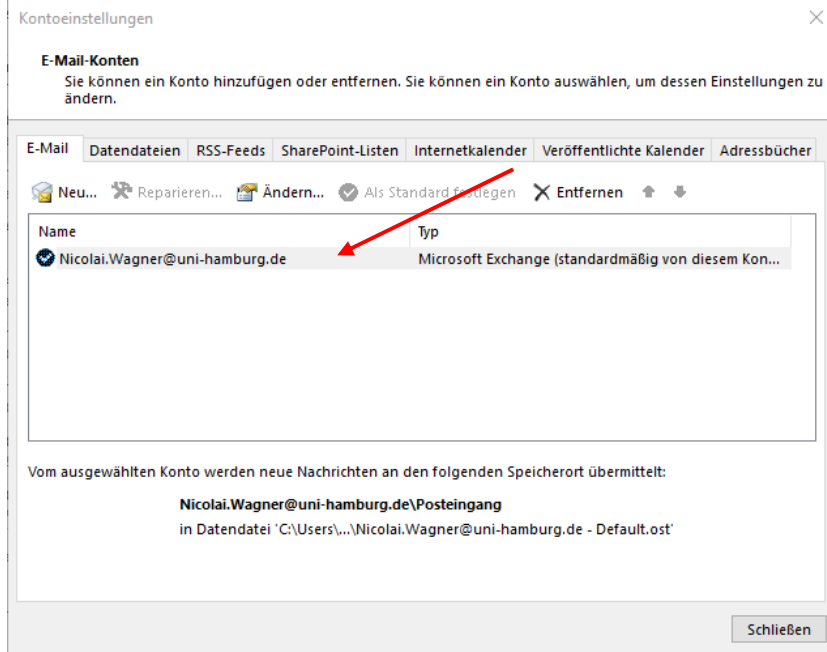 Kontoeinstellungen
E-Mail-Konten
Sie können ein Konto hinzufügen oder entfernen. Sie können ein Konto auswählen, um dessen Einstellungen zu
ändern.
E-Mail Datendateien RSS-Feeds SharePoint-Listen Internetkalender Veröffentlichte Kalender Adressbücher
Neu... Reparieren... Ändern... Als Standard festlegen Entfernen
Name Typ
Nicolai.Wagner@uni-hamburg.de Microsoft Exchange (standardmäßig von diesem Kon...
Vom ausgewählten Konto werden neue Nachrichten an den folgenden Speicherort übermittelt:
Nicolai.Wagner@uni-hamburg.de\Posteingang
in Datendatei 'C:\Users\...\Nicolai.Wagner@uni-hamburg.de - Default.ost'
Schließen